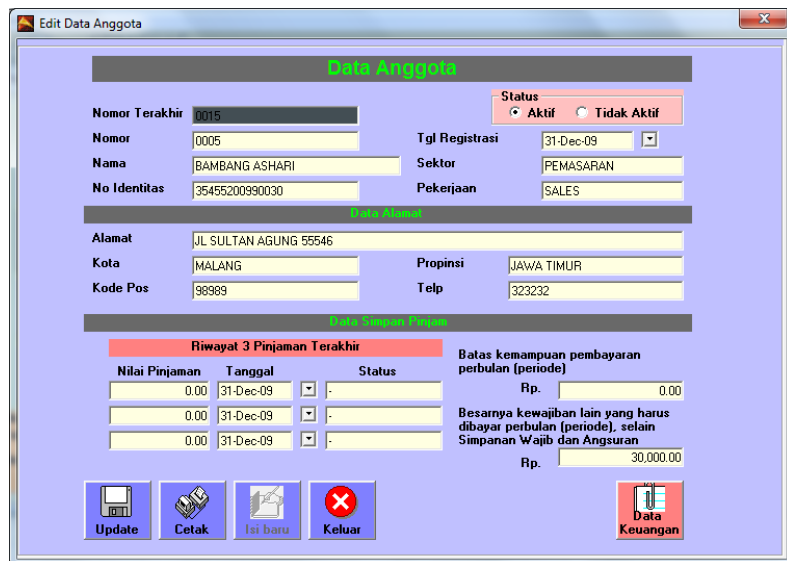 Edit Data Anggota
Data Anggota
Status
Aktif Tidak Aktif
Nomor Terakhir 0015
Nomor 0005 Tgl Registrasi 31-Dec-09
Nama BAMBANG ASHARI Sektor PEMASARAN
No Identitas 35455200990030 Pekerjaan SALES
Data Alamat
Alamat JL SULTAN AGUNG 55546
Kota MALANG Propinsi JAWA TIMUR
Kode Pos 98989 Telp 323232
Data Simpan Pinjam
Riwayat 3 Pinjaman Terakhir
Nilai Pinjaman Tanggal Status
0.00 31-Dec-09 -
0.00 31-Dec-09 -
0.00 31-Dec-09 -
Batas kemampuan pembayaran
perbulan (periode)
Rp. 0.00
Besarnya kewajiban lain yang harus
dibayar perbulan (periode), selain
Simpanan Wajib dan Angsuran
Rp. 30,000.00
Update Cetak Isi baru Keluar
Data
Keuangan